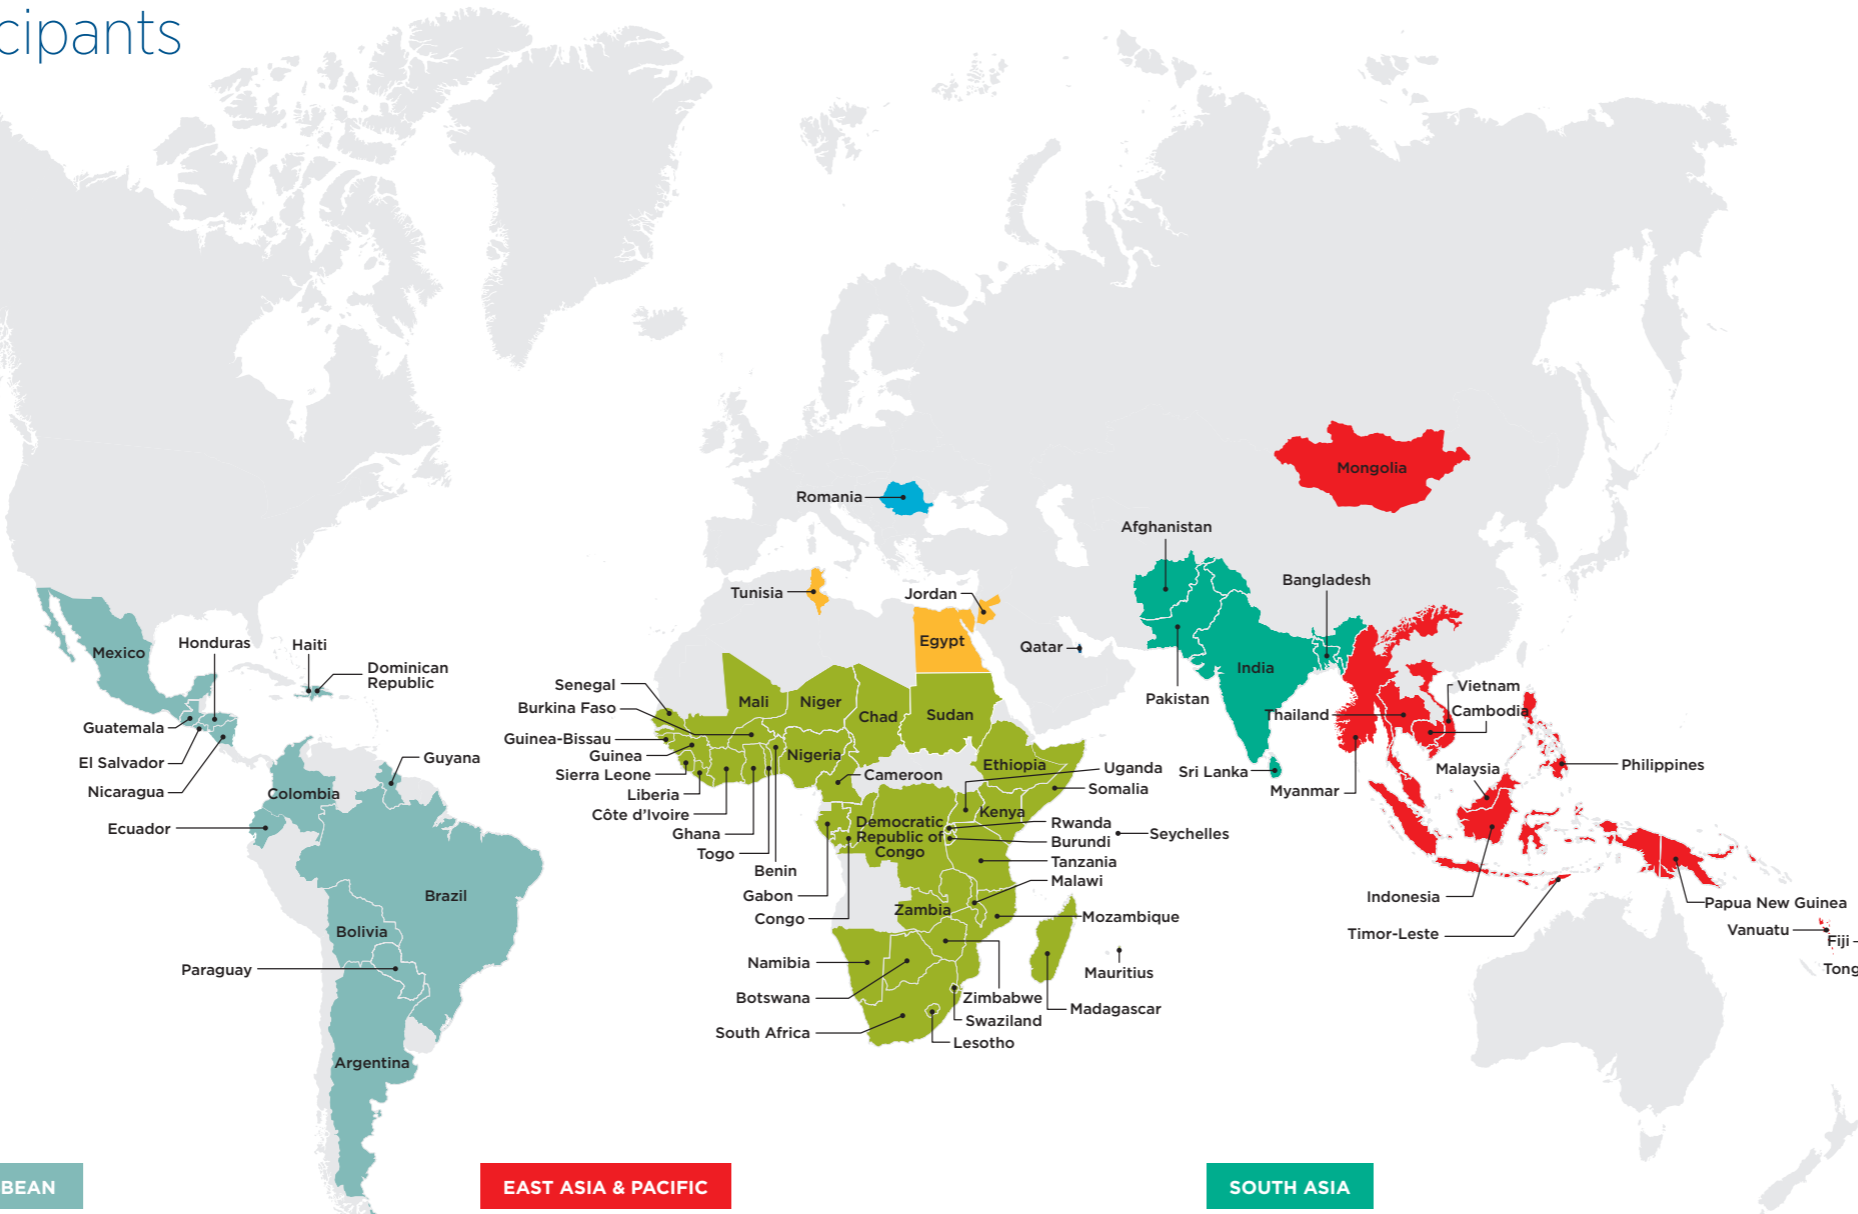 cipants
Mongolia
Romania
Afghanistan
Bangladesh
Tunisia
Jordan
Egypt
Qatar
India
Pakistan
Mexico
Honduras
Haiti
Dominican
Republic
Guatemala
El Salvador
Nicaragua
Guyana
Colombia
Ecuador
Brazil
Bolivia
Paraguay
Argentina
Senegal
Burkina Faso
Guinea-Bissau
Guinea
Sierra Leone
Liberia
Côte d’Ivoire
Ghana
Togo
Benin
Gabon
Congo
Mali
Niger
Chad
Sudan
Nigeria
Cameroon
Ethiopia
Uganda
Somalia
Kenya
Democratic
Republic of
Congo
Rwanda
Burundi
Seychelles
Tanzania
Malawi
Zambia
Mozambique
Namibia
Botswana
South Africa
Zimbabwe
Swaziland
Lesotho
Madagascar
Mauritius
Sri Lanka
Thailand
Myanmar
Vietnam
Cambodia
Malaysia
Philippines
Indonesia
Timor-Leste
Papua New Guinea
Vanuatu
Fiji
Tong
BEAN
EAST ASIA & PACIFIC
SOUTH ASIA